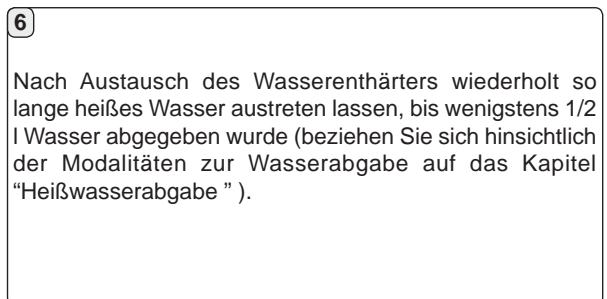 6
Nach Austausch des Wasserenthärters wiederholt so
lange heißes Wasser austreten lassen, bis wenigstens 1/2
l Wasser abgegeben wurde (beziehen Sie sich hinsichtlich
der Modalitäten zur Wasserabgabe auf das Kapitel
“Heißwasserabgabe ” ).